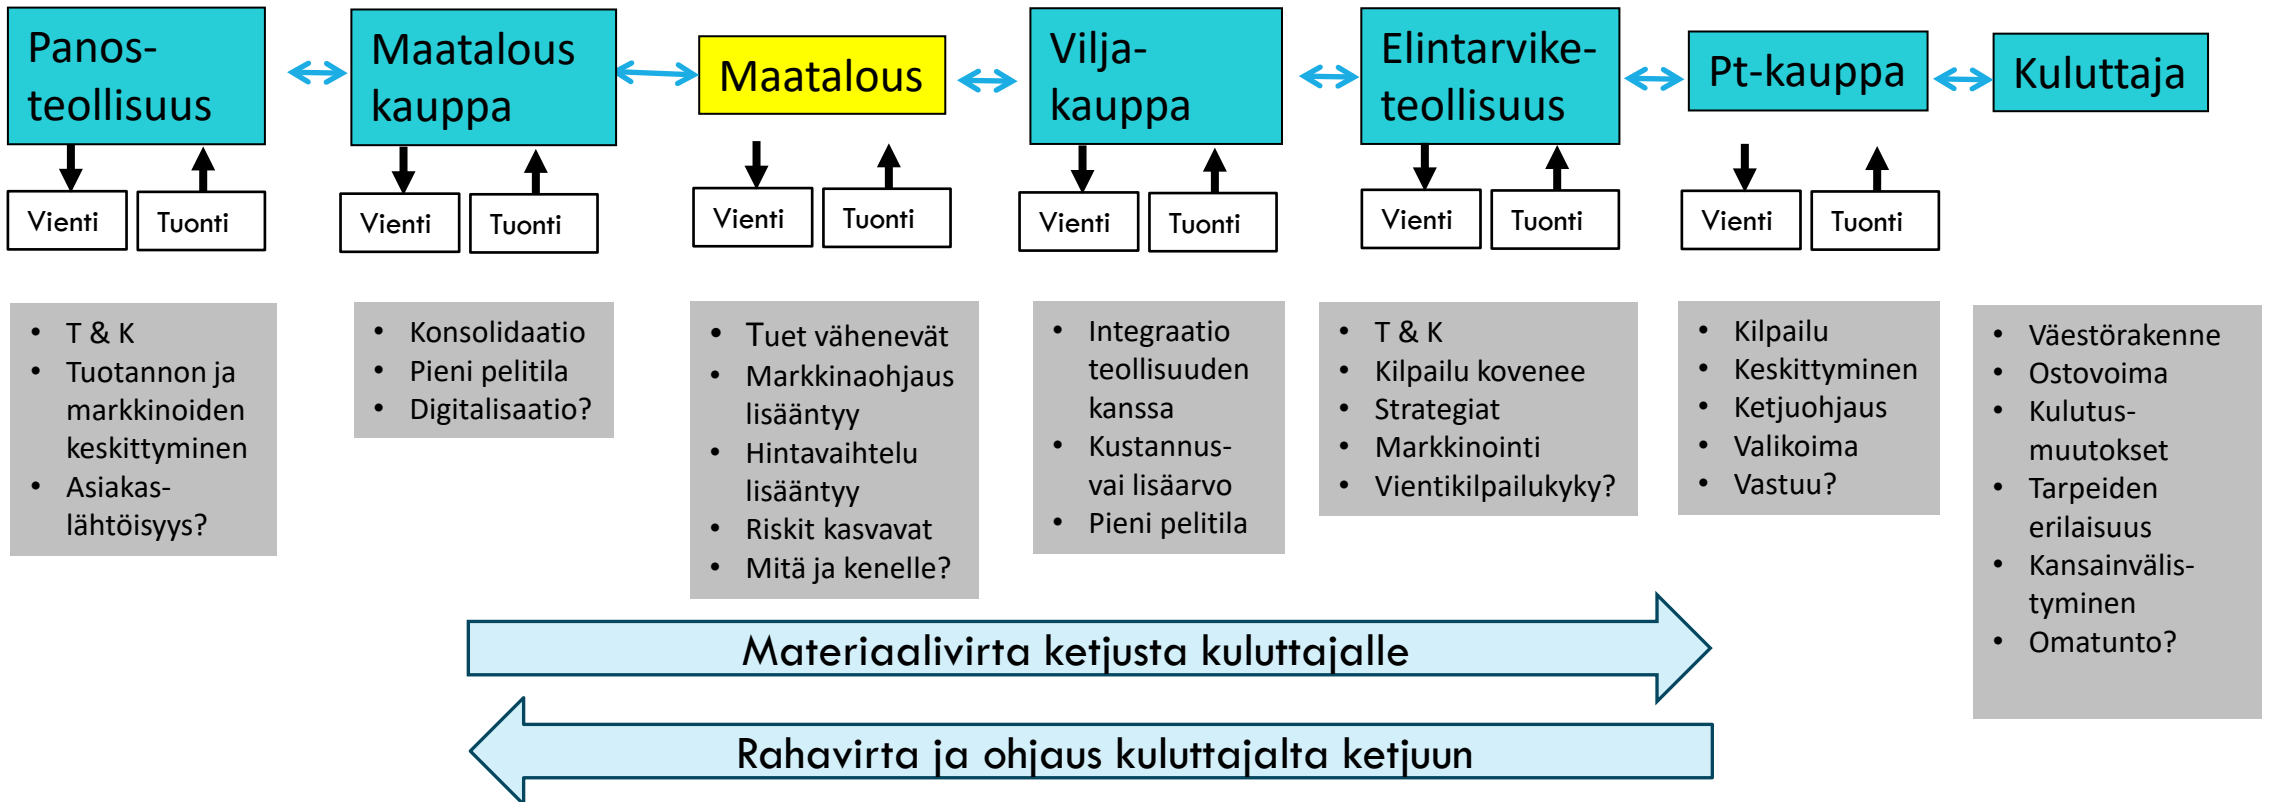 Panos-
teollisuus
Maatalous
kauppa
Maatalous
Vilja-
kauppa
Elintarvike-
teollisuus
Pt-kauppa
Kuluttaja
Vienti
Tuonti
Vienti
Tuonti
Vienti
Tuonti
Vienti
Tuonti
Vienti
Tuonti
Vienti
Tuonti
• T & K
• Tuotannon ja
markkinoiden
keskittyminen
• Asiakas-
lähtöisyys?
• Konsolidaatio
• Pieni pelitila
• Digitalisaatio?
• Tuet vähenevät
• Markkinaohjaus
lisääntyy
• Hintavaihtelu
lisääntyy
• Riskit kasvavat
• Mitä ja kenelle?
• Integraatio
teollisuuden
kanssa
• Kustannus-
vai lisäarvo
• Pieni pelitila
• T & K
• Kilpailu kovenee
• Strategiat
• Markkinointi
• Vientikilpailukyky?
• Kilpailu
• Keskittyminen
• Ketjuohjaus
• Valikoima
• Vastuu?
• Väestörakenne
• Ostovoima
• Kulutus-
muutokset
• Tarpeiden
erilaisuus
• Kansainvälis-
tyminen
• Omatunto?
Materiaalivirta ketjusta kuluttajalle
Rahavirta ja ohjaus kuluttajalta ketjuun